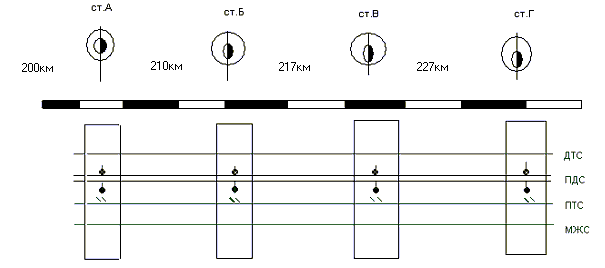 ст.А
ст.Б
ст.В
ст.Г
200км
210км
217км
227км
ДТС
ПДС
ПТС
МЖС